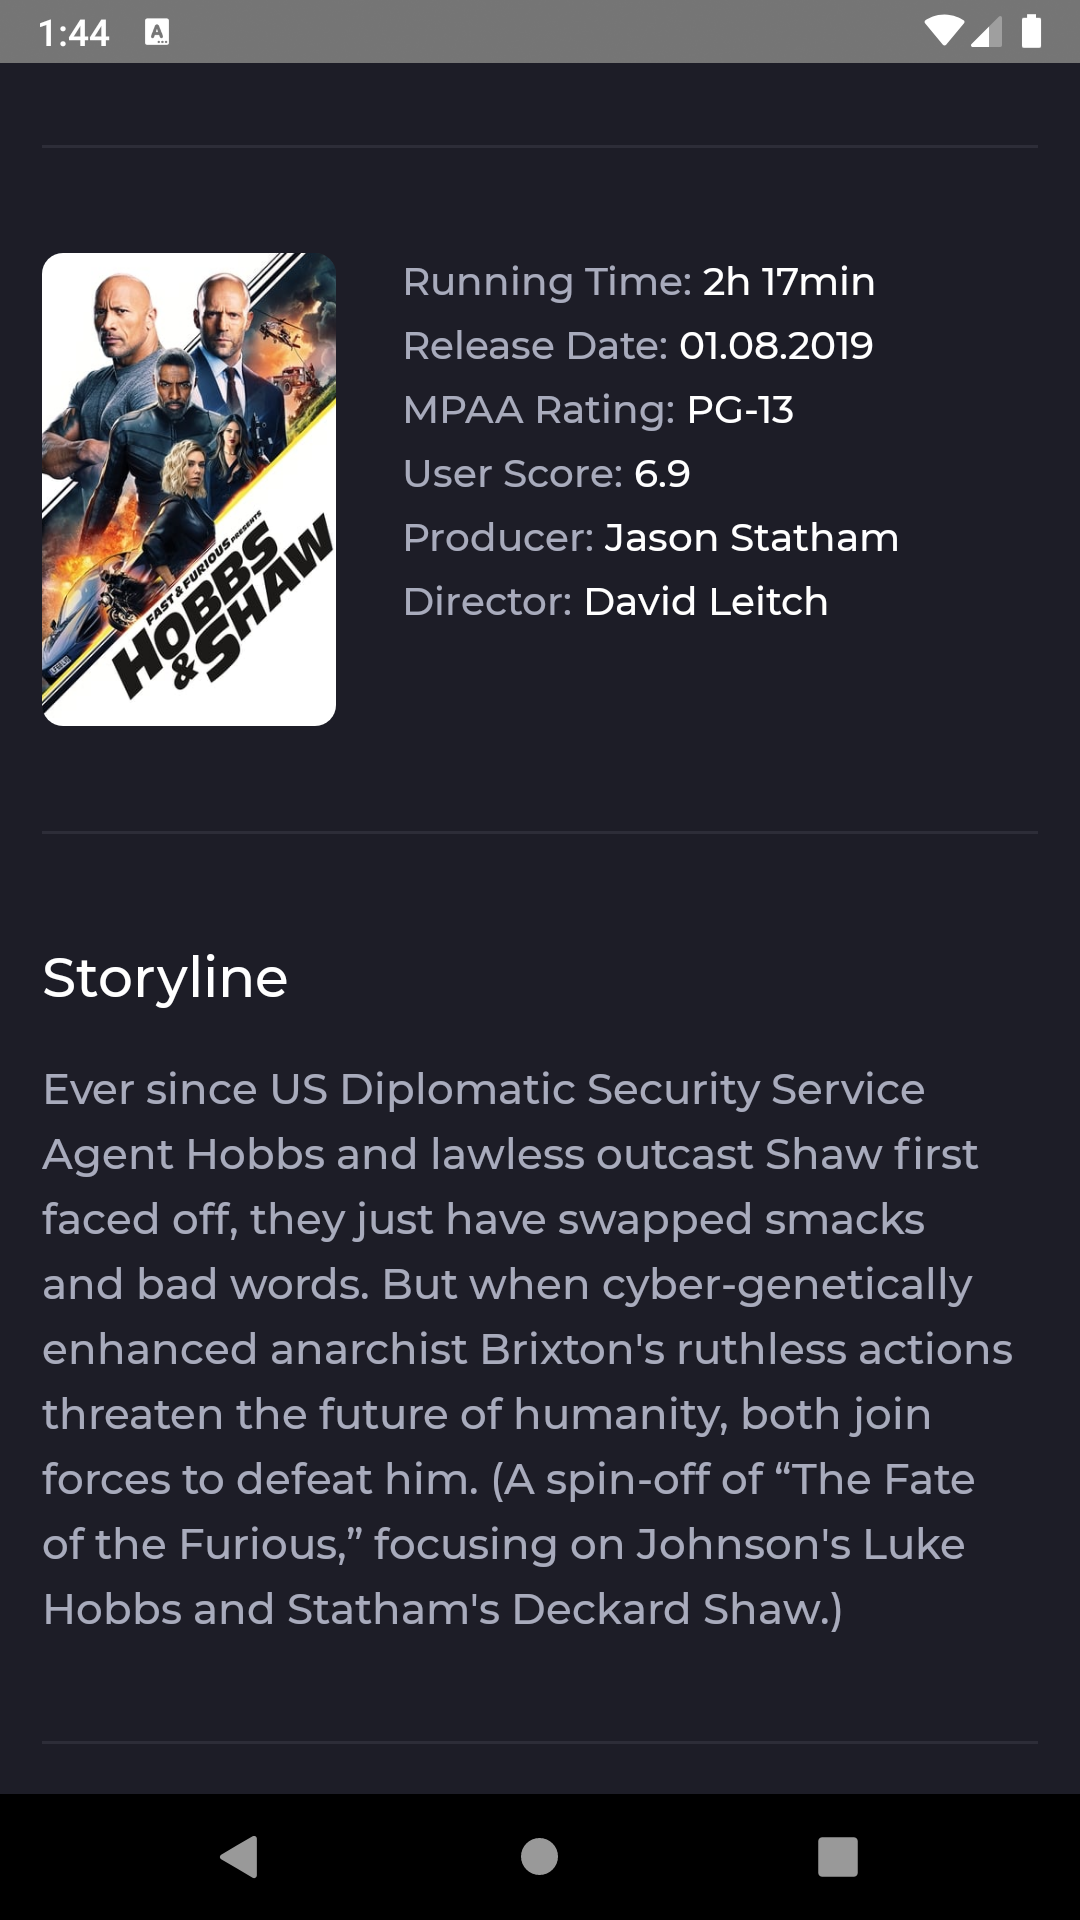 1:44
Running Time: 2h 17min
Release Date: 01.08.2019
MPAA Rating: PG-13
User Score: 6.9
Producer: Jason Statham
Director: David Leitch
FAST & FURIOUS PRESENTS
HOBBS
& SHAW
Storyline
Ever since US Diplomatic Security Service
Agent Hobbs and lawless outcast Shaw first
faced off, they just have swapped smacks
and bad words. But when cyber-genetically
enhanced anarchist Brixton's ruthless actions
threaten the future of humanity, both join
forces to defeat him. (A spin-off of “The Fate
of the Furious,” focusing on Johnson's Luke
Hobbs and Statham's Deckard Shaw.)